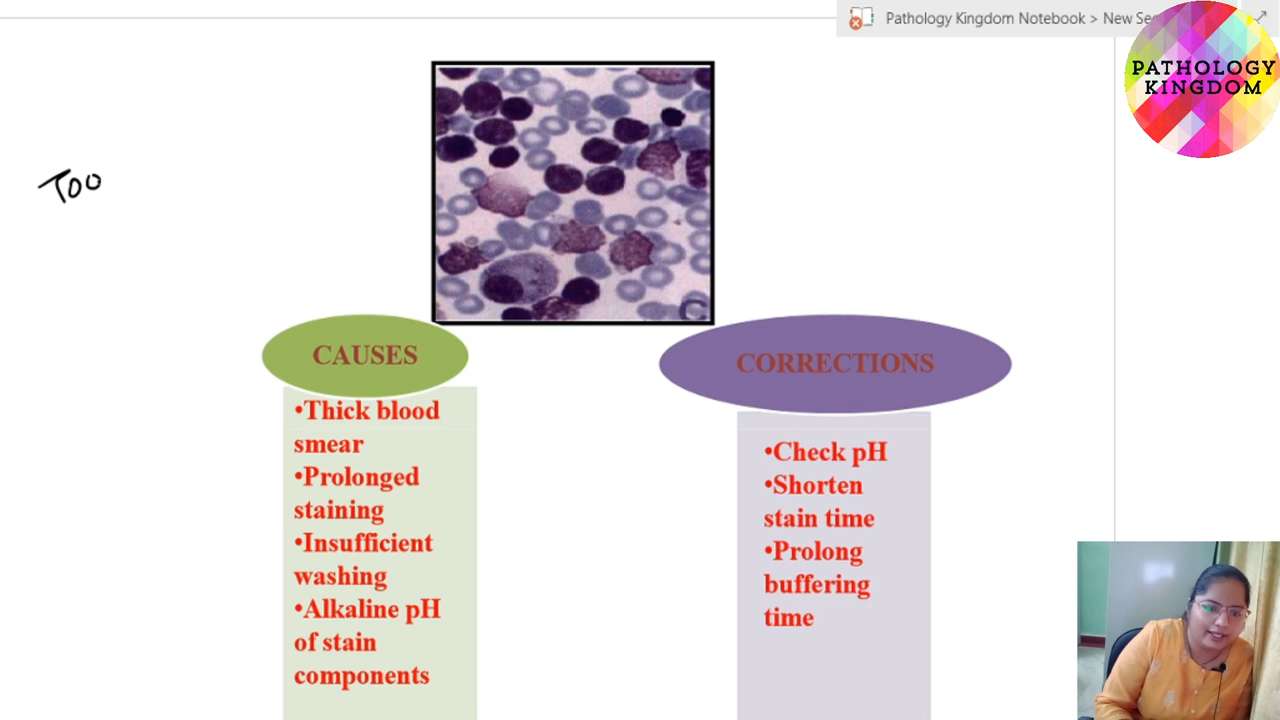 Pathology Kingdom Notebook > New Sec
PATHOLOGY
KINGDOM
Too
C
CAUSES
•Thick blood
smear
•Prolonged
staining
•Insufficient
washing
•Alkaline pH
of stain
components
CORRECTIONS
•Check pH
•Shorten
stain time
•Prolong
buffering
time